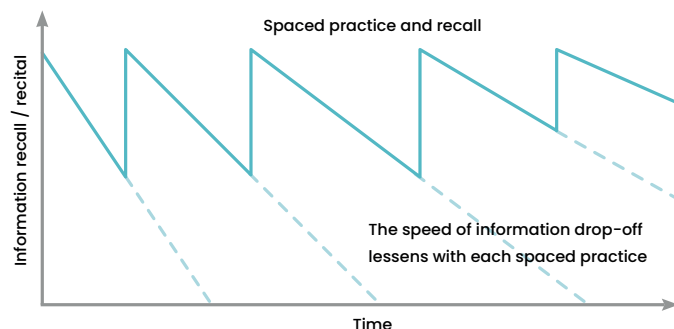 Spaced practice and recall
Information recall / recital
The speed of information drop-off
lessens with each spaced practice
Time